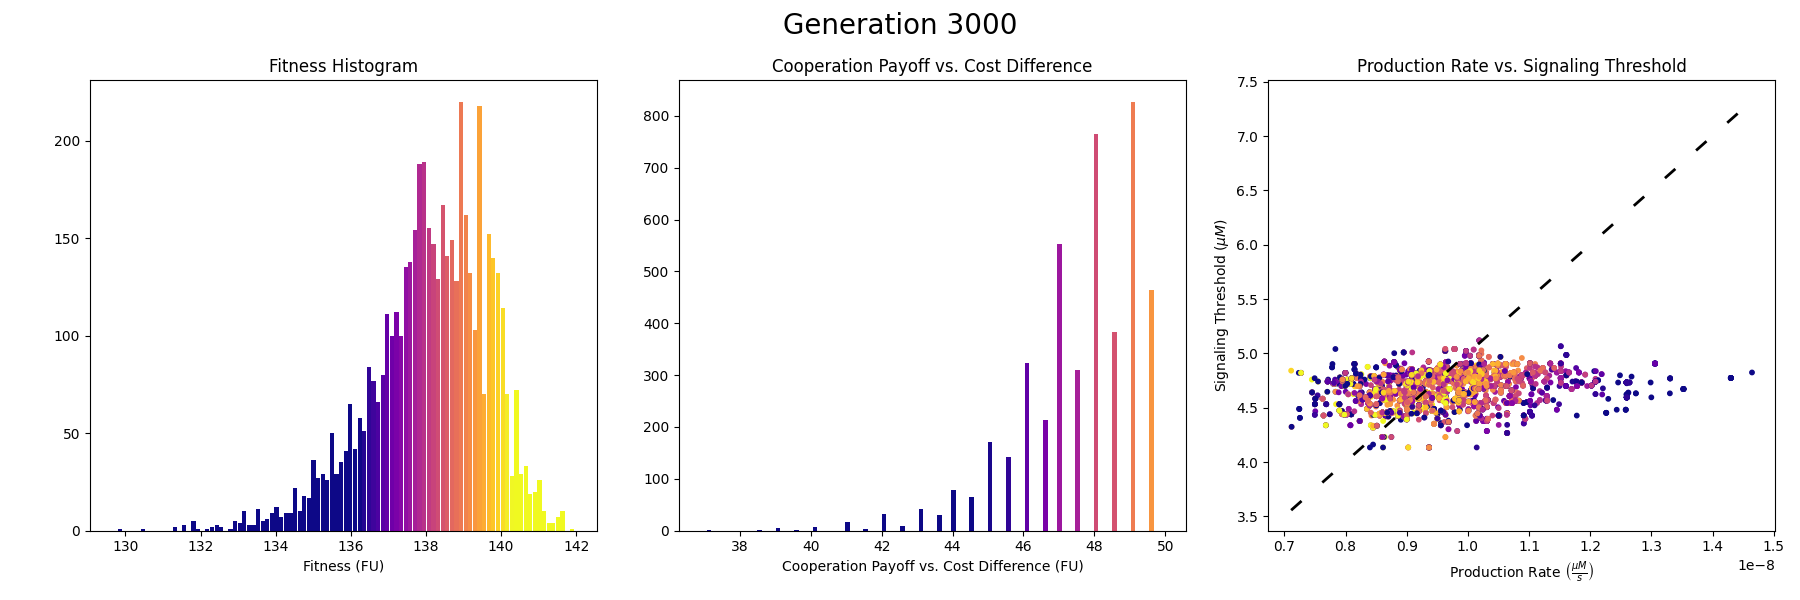 Generation 3000
Fitness Histogram
200
150
100
50
0
130 132 134 136 138 140 142
Fitness (FU)
Cooperation Payoff vs. Cost Difference
800
700
600
500
400
300
200
100
0
38 40 42 44 46 48 50
Cooperation Payoff vs. Cost Difference (FU)
Production Rate vs. Signaling Threshold
Signaling Threshold (μM)
7.5
7.0
6.5
6.0
5.5
5.0
4.5
4.0
3.5
0.7 0.8 0.9 1.0 1.1 1.2 1.3 1.4 1.5
1e−8
Production Rate (μM/s)